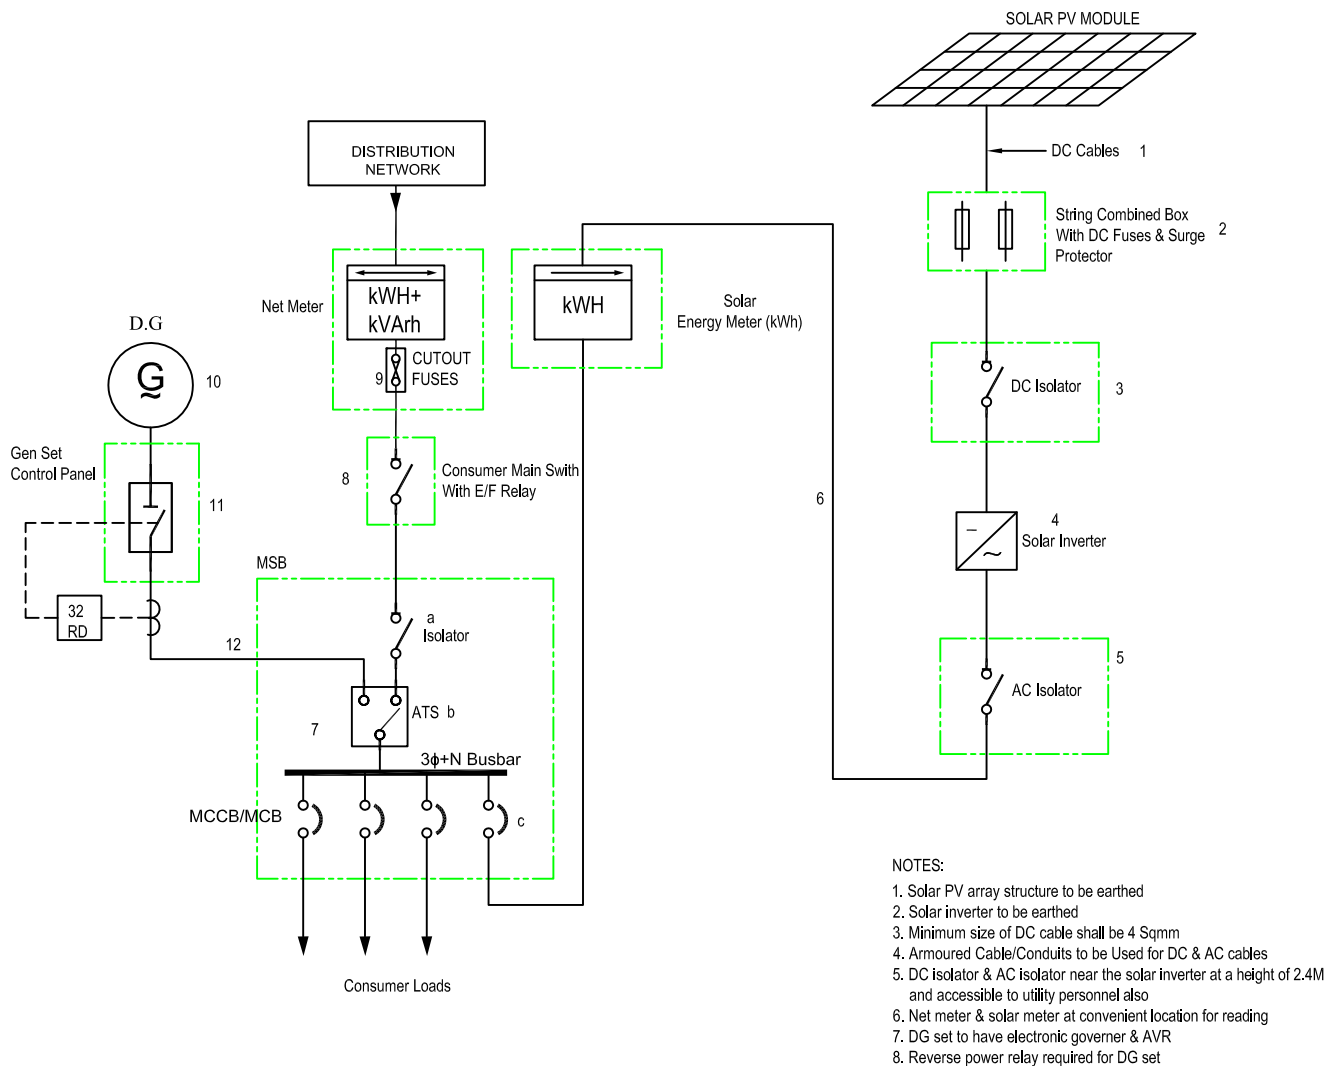 SOLAR PV MODULE
DC Cables 1
String Combined Box
With DC Fuses & Surge
Protector
2
DISTRIBUTION
NETWORK
Net Meter
kWH+
kVArh
9
CUTOUT
FUSES
kWH
Solar
Energy Meter (kWh)
D.G
G
~
10
DC Isolator
3
Gen Set
Control Panel
11
8
Consumer Main Swith
With E/F Relay
6
4
Solar Inverter
~
MSB
32
RD
12
a
Isolator
5
AC Isolator
7
ATS b
3ϕ+N Busbar
MCCB/MCB
c
Consumer Loads
NOTES:
1. Solar PV array structure to be earthed
2. Solar inverter to be earthed
3. Minimum size of DC cable shall be 4 Sqmm
4. Armoured Cable/Conduits to be Used for DC & AC cables
5. DC isolator & AC isolator near the solar inverter at a height of 2.4M
and accessible to utility personnel also
6. Net meter & solar meter at convenient location for reading
7. DG set to have electronic governer & AVR
8. Reverse power relay required for DG set